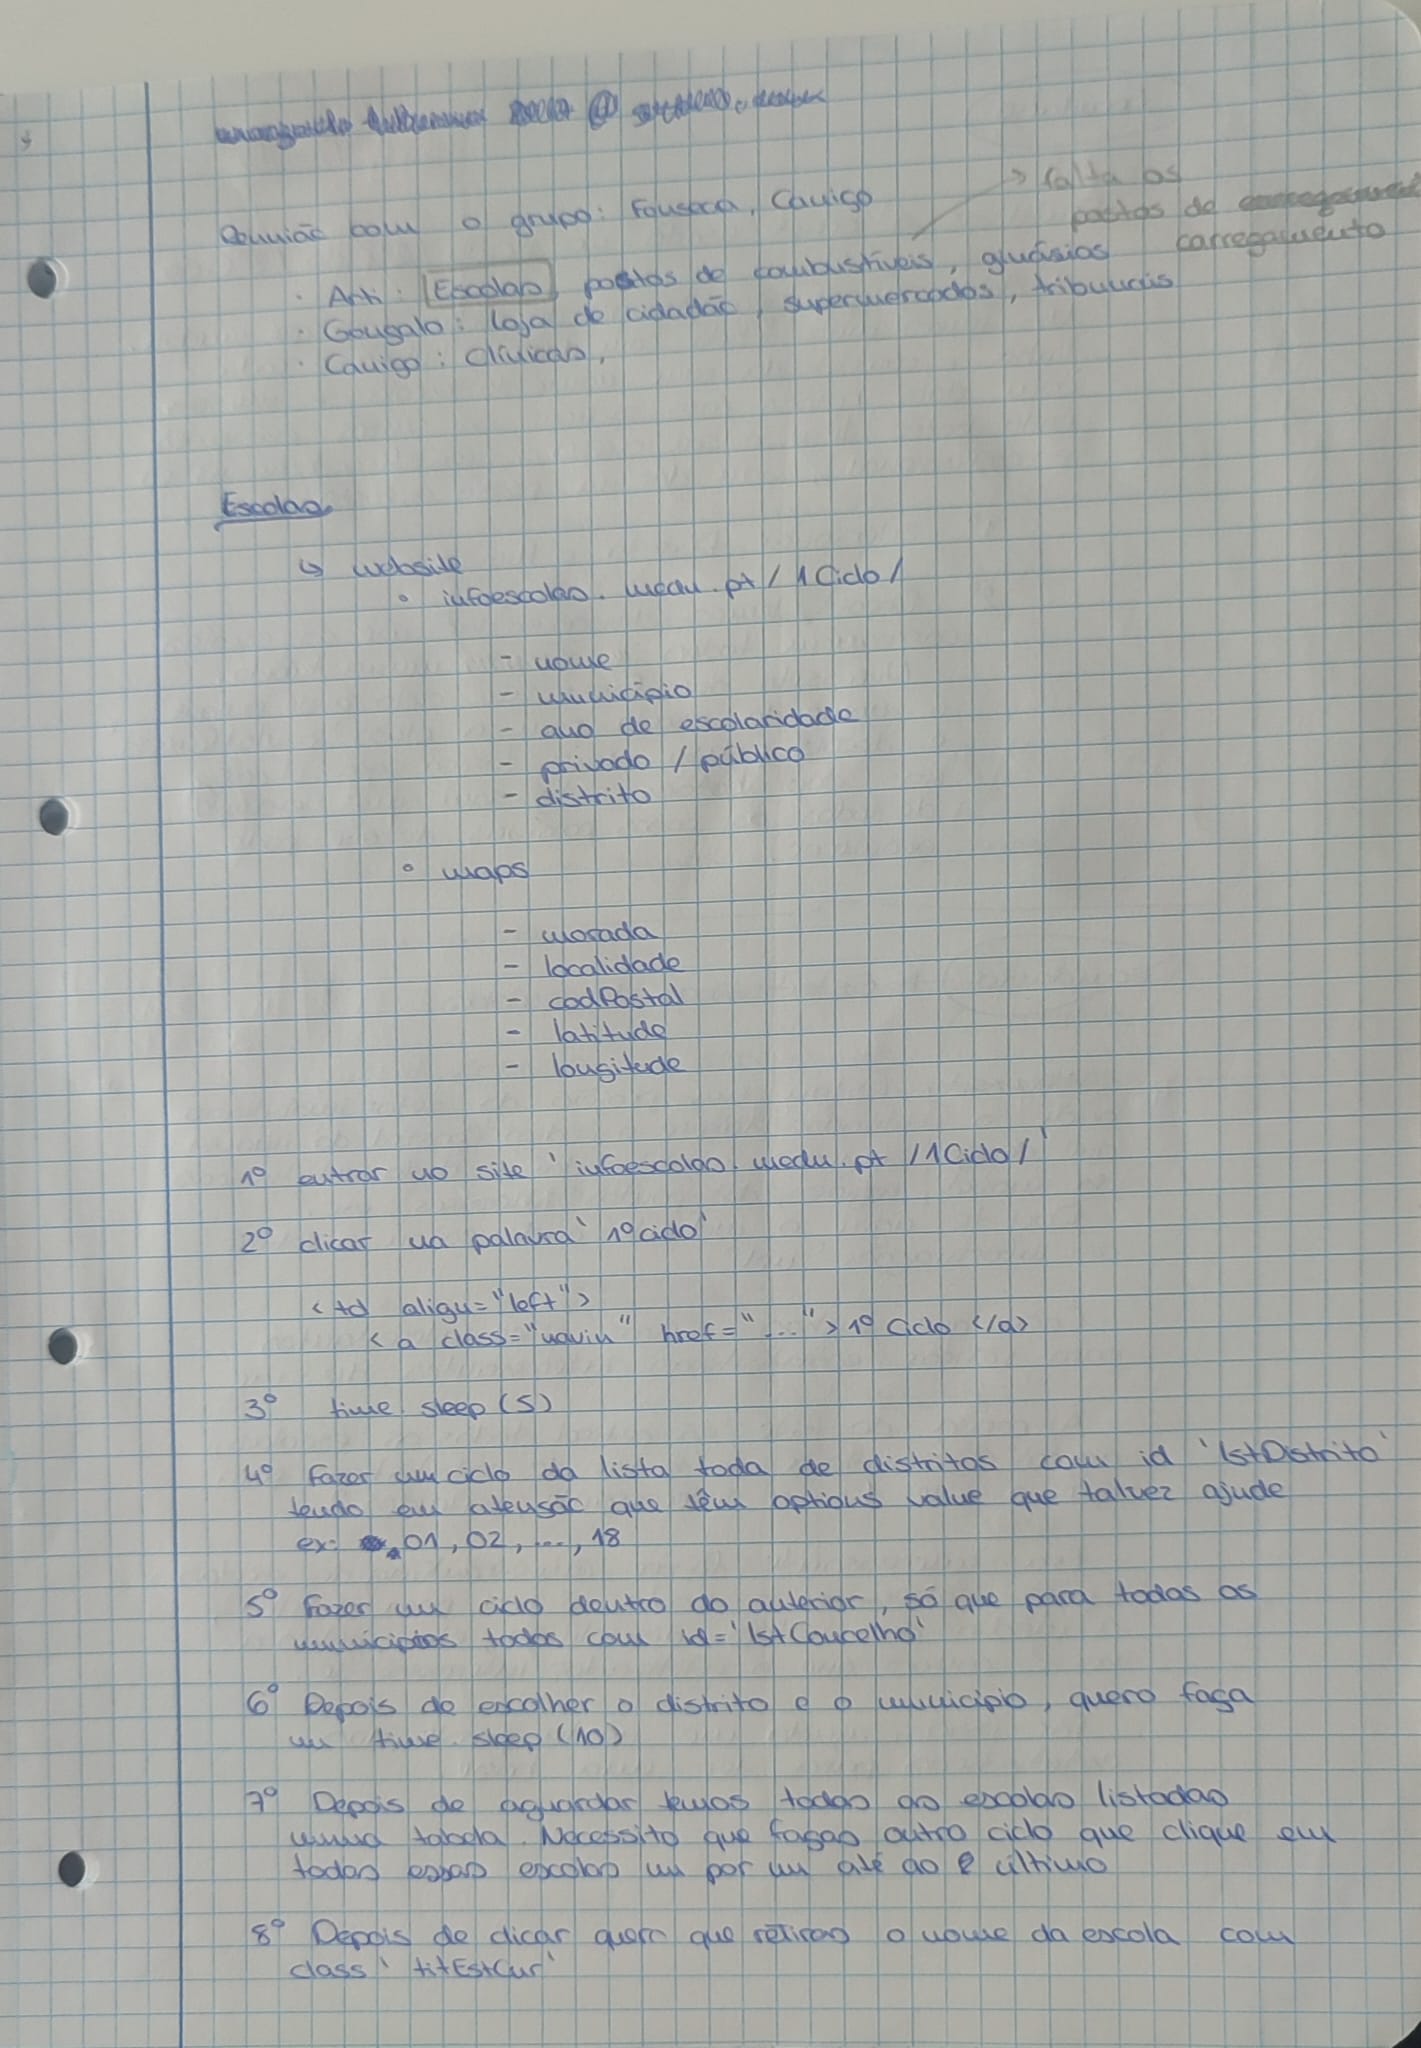 Reunião com o grupo: Fonseca, Canigo
→ falta os
postos de
carregamento
· Ari: Escolas, postos de combustíveis, ginásios
· Gonçalo: loja de cidadão, supermercados, tribunais
· Canigo: Clínicas,
Escolas
↳ website
∘ infoescolas.medu.pt/1Ciclo/
- nome
- município
- ano de escolaridade
- privado / público
- distrito
∘ maps
- morada
- localidade
- codPostal
- latitude
- longitude
1º entrar no site 'infoescolas.medu.pt/1Ciclo/'
2º clicar na palavra '1º ciclo'
<td align="left">
<a class="navin" href="...">1º Ciclo </a>
3º time.sleep(5)
4º Fazer um ciclo da lista toda de distritos com id 'lstDistrito'
tendo em atensão que têm options value que talvez ajude
ex: 01, 02, ..., 18
5º Fazer um ciclo dentro do anterior, só que para todos os
municípios todos com id='lstConcelho'
6º Depois de escolher o distrito e o município, quero faça
um time.sleep(10)
7º Depois de aguardar temos todas as escolas listadas
numa tabela. Necessito que faças outro ciclo que clique em
todas essas escolas um por um até ao último
8º Depois de clicar quero que retiras o nome da escola com
class 'titEstCur'